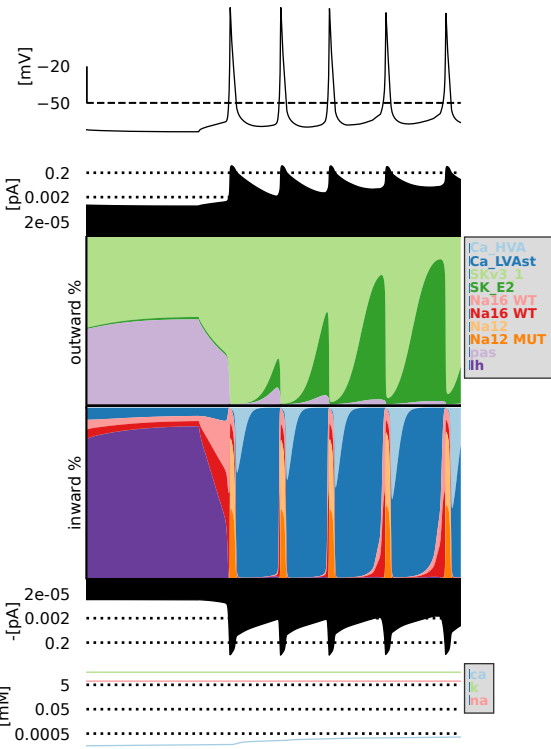 [mV]
−20
−50
[pA]
0.2
0.002
2e-05
outward %
Ca_HVA
Ca_LVAst
SKv3_1
SK_E2
Na16 WT
Na16 WT
Na12
Na12 MUT
pas
Ih
inward %
-[pA]
2e-05
0.002
0.2
[mM]
5
0.05
0.0005
ca
k
na